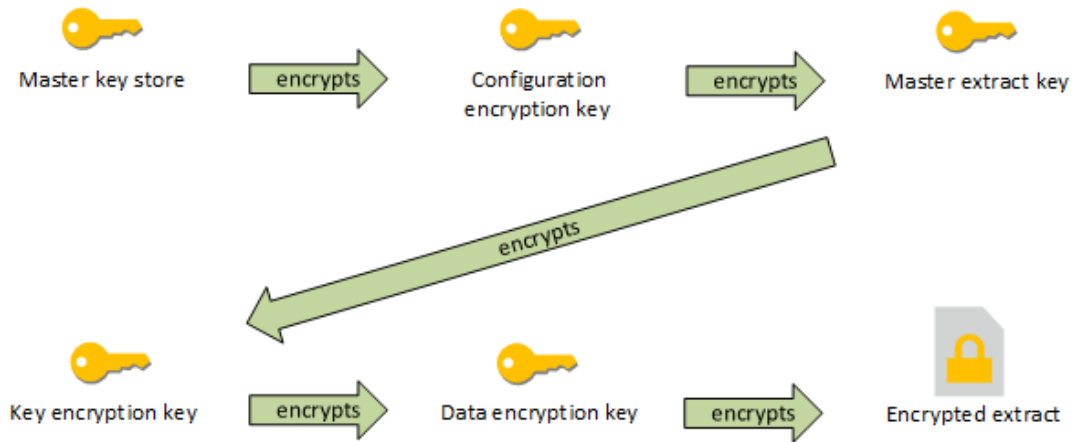 Master key store
encrypts
Configuration
encryption key
encrypts
Master extract key
encrypts
Key encryption key
encrypts
Data encryption key
encrypts
Encrypted extract